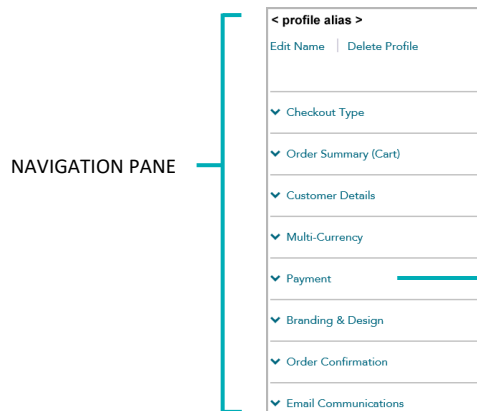 < profile alias >
Edit Name | Delete Profile
Checkout Type
Order Summary (Cart)
NAVIGATION PANE
Customer Details
Multi-Currency
Payment
Branding & Design
Order Confirmation
Email Communications